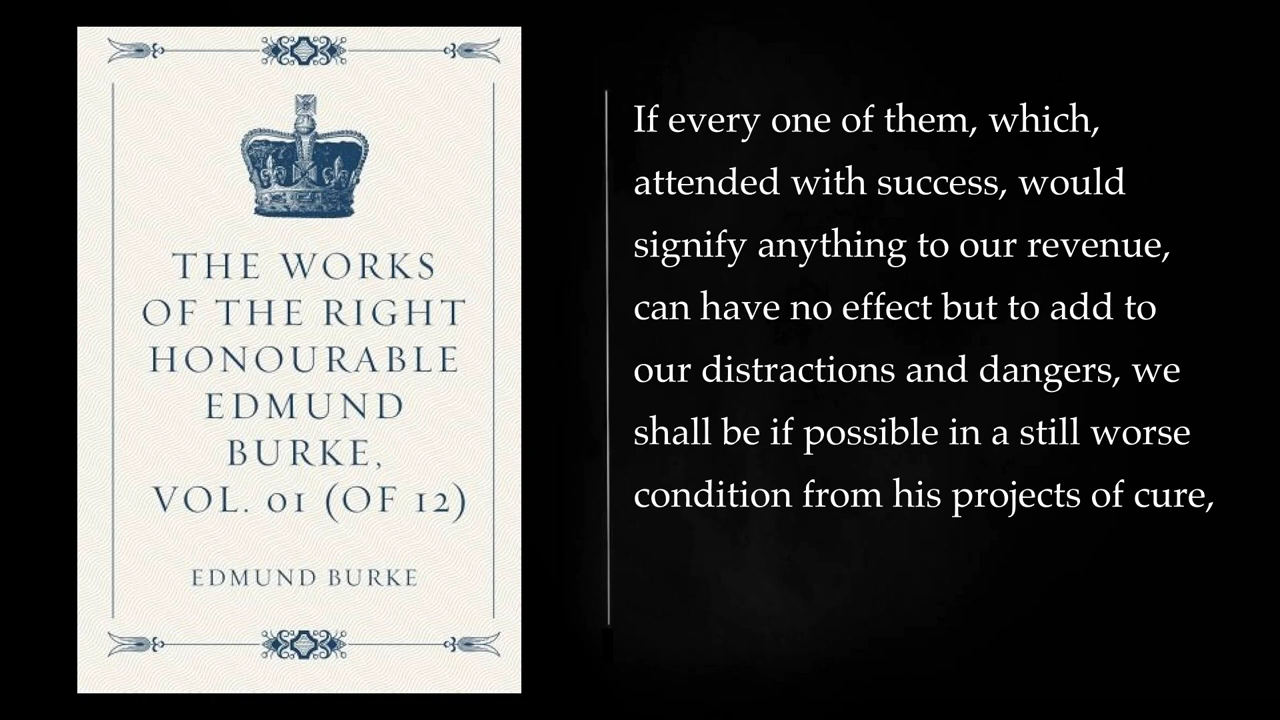 THE WORKS
OF THE RIGHT
HONOURABLE
EDMUND
BURKE,
VOL. 01 (OF 12)
EDMUND BURKE
If every one of them, which,
attended with success, would
signify anything to our revenue,
can have no effect but to add to
our distractions and dangers, we
shall be if possible in a still worse
condition from his projects of cure,